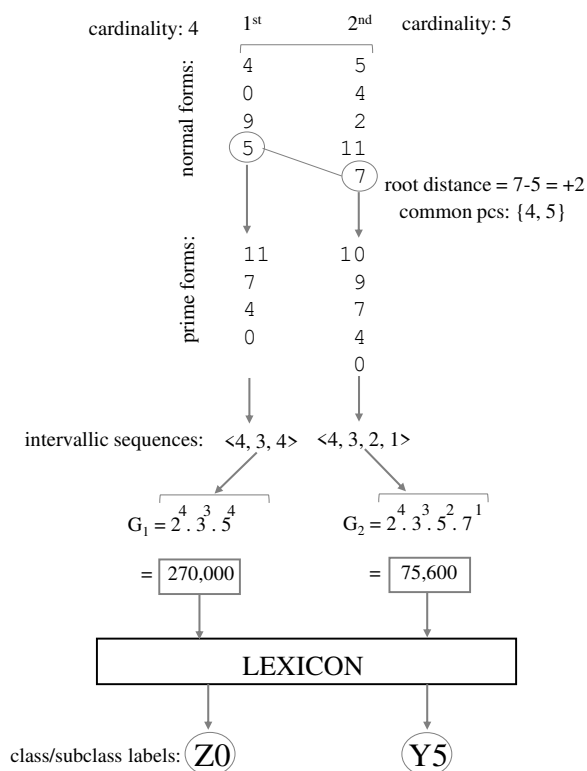 cardinality: 4 1st 2nd cardinality: 5
normal forms:
4 5
0 4
9 2
5 11
7
root distance = 7-5 = +2
common pcs: {4, 5}
prime forms:
11 10
7 9
4 7
0 4
0
intervallic sequences: <4, 3, 4> <4, 3, 2, 1>
G1 = 2^4 . 3^3 . 5^4 G2 = 2^4 . 3^3 . 5^2 . 7^1
= 270,000 = 75,600
LEXICON
class/subclass labels: Z0 Y5